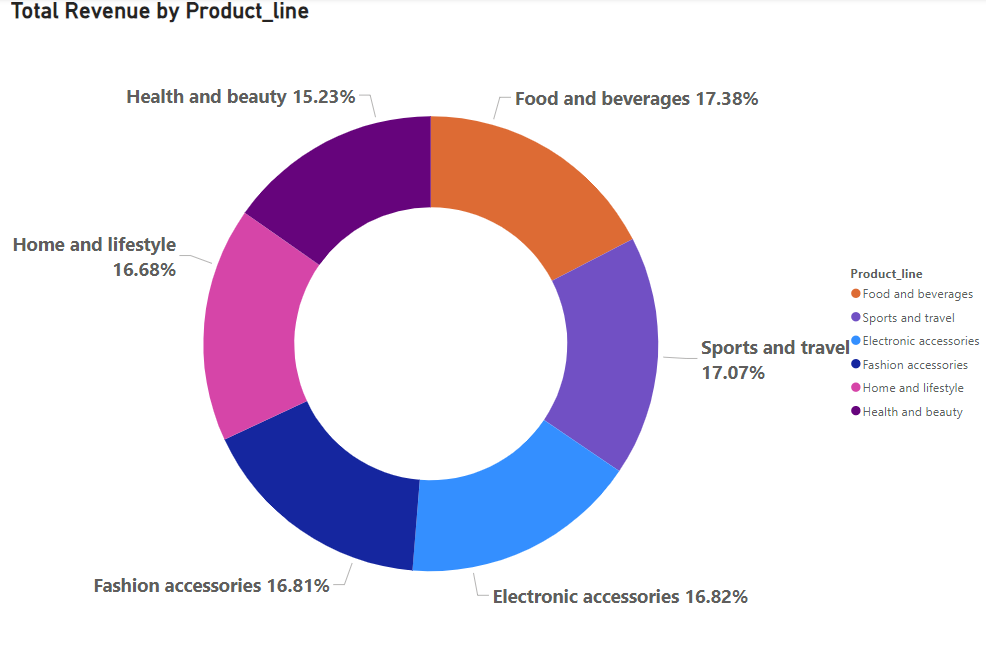 Total Revenue by Product_line
Health and beauty 15.23%
Food and beverages 17.38%
Home and lifestyle
16.68%
Sports and travel
17.07%
Fashion accessories 16.81%
Electronic accessories 16.82%
Product_line
Food and beverages
Sports and travel
Electronic accessories
Fashion accessories
Home and lifestyle
Health and beauty